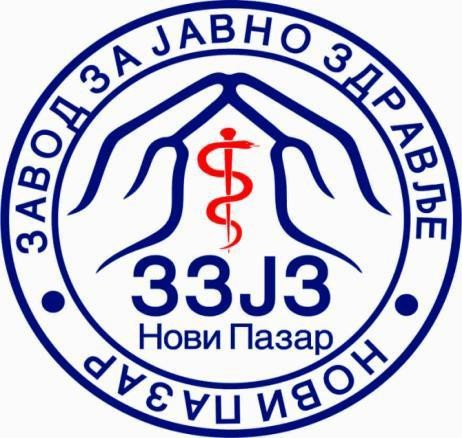 ЗАВОД ЗА ЈАВНО ЗДРАВЉЕ
ЗЗЈЗ
Нови Пазар
НОВИ ПАЗАР